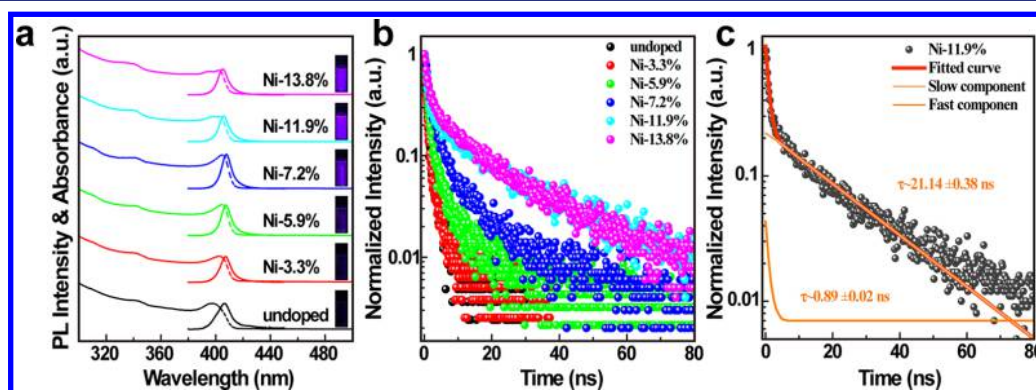 a
PL Intensity & Absorbance (a.u.)
Ni-13.8%
Ni-11.9%
Ni-7.2%
Ni-5.9%
Ni-3.3%
undoped
300 400 500
Wavelength (nm)
b
Normalized Intensity (a.u.)
1
0.1
0.01
undoped
Ni-3.3%
Ni-5.9%
Ni-7.2%
Ni-11.9%
Ni-13.8%
0 20 40 60 80
Time (ns)
c
Normalized Intensity (a.u.)
1
0.1
0.01
Ni-11.9%
Fitted curve
Slow component
Fast componen
τ~21.14 ±0.38 ns
τ~0.89 ±0.02 ns
0 20 40 60 80
Time (ns)